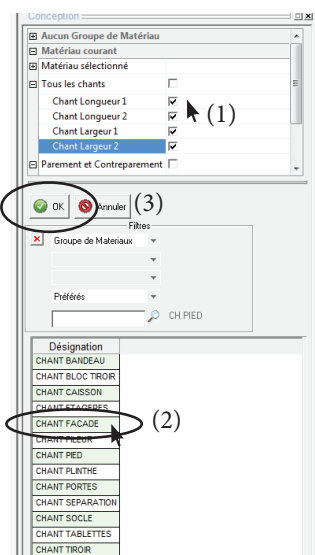 Conception
Aucun Groupe de Matériau
Matériau courant
Matériau sélectionné
Tous les chants
Chant Longueur 1
Chant Longueur 2
(1)
Chant Largeur 1
Chant Largeur 2
Parement et Contreparement
OK Annuler (3)
Filtres
Groupe de Materiaux
Préférés
CH.PIED
Désignation
CHANT BANDEAU
CHANT BLOC TIROIR
CHANT CAISSON
CHANT ETAGERES
CHANT FACADE (2)
CHANT FILEUR
CHANT PIED
CHANT PLINTHE
CHANT PORTES
CHANT SEPARATION
CHANT SOCLE
CHANT TABLETTES
CHANT TIROIR